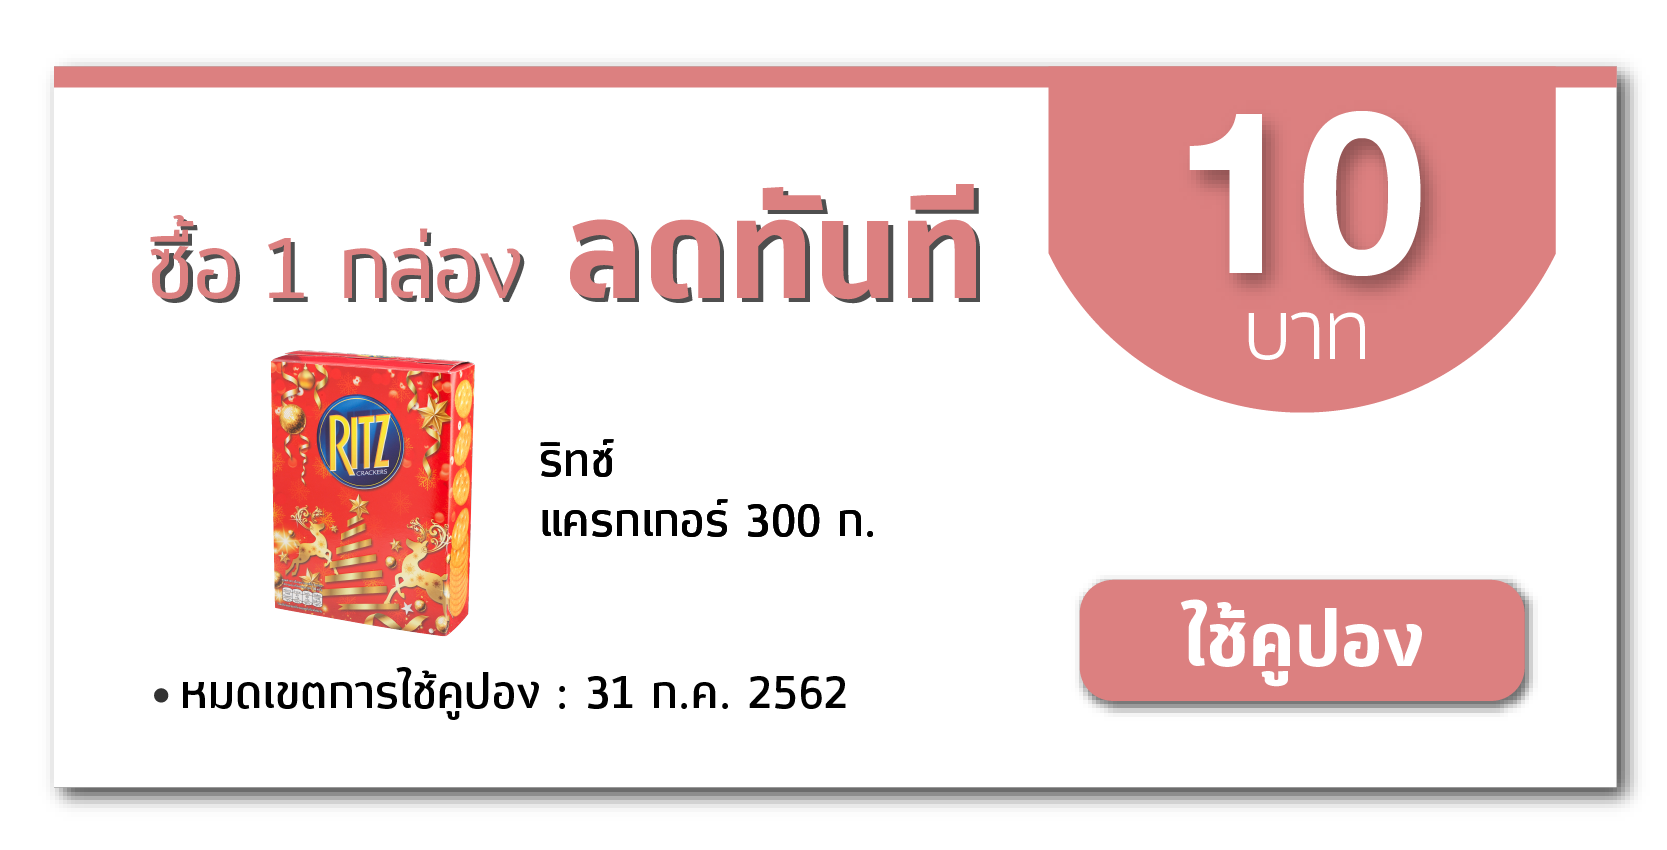 ซื้อ 1 กล่อง ลดทันที
10
บาท
RITZ
CRACKERS
ริทซ์
แครกเกอร์ 300 ก.
ใช้คูปอง
• หมดเขตการใช้คูปอง : 31 ก.ค. 2562